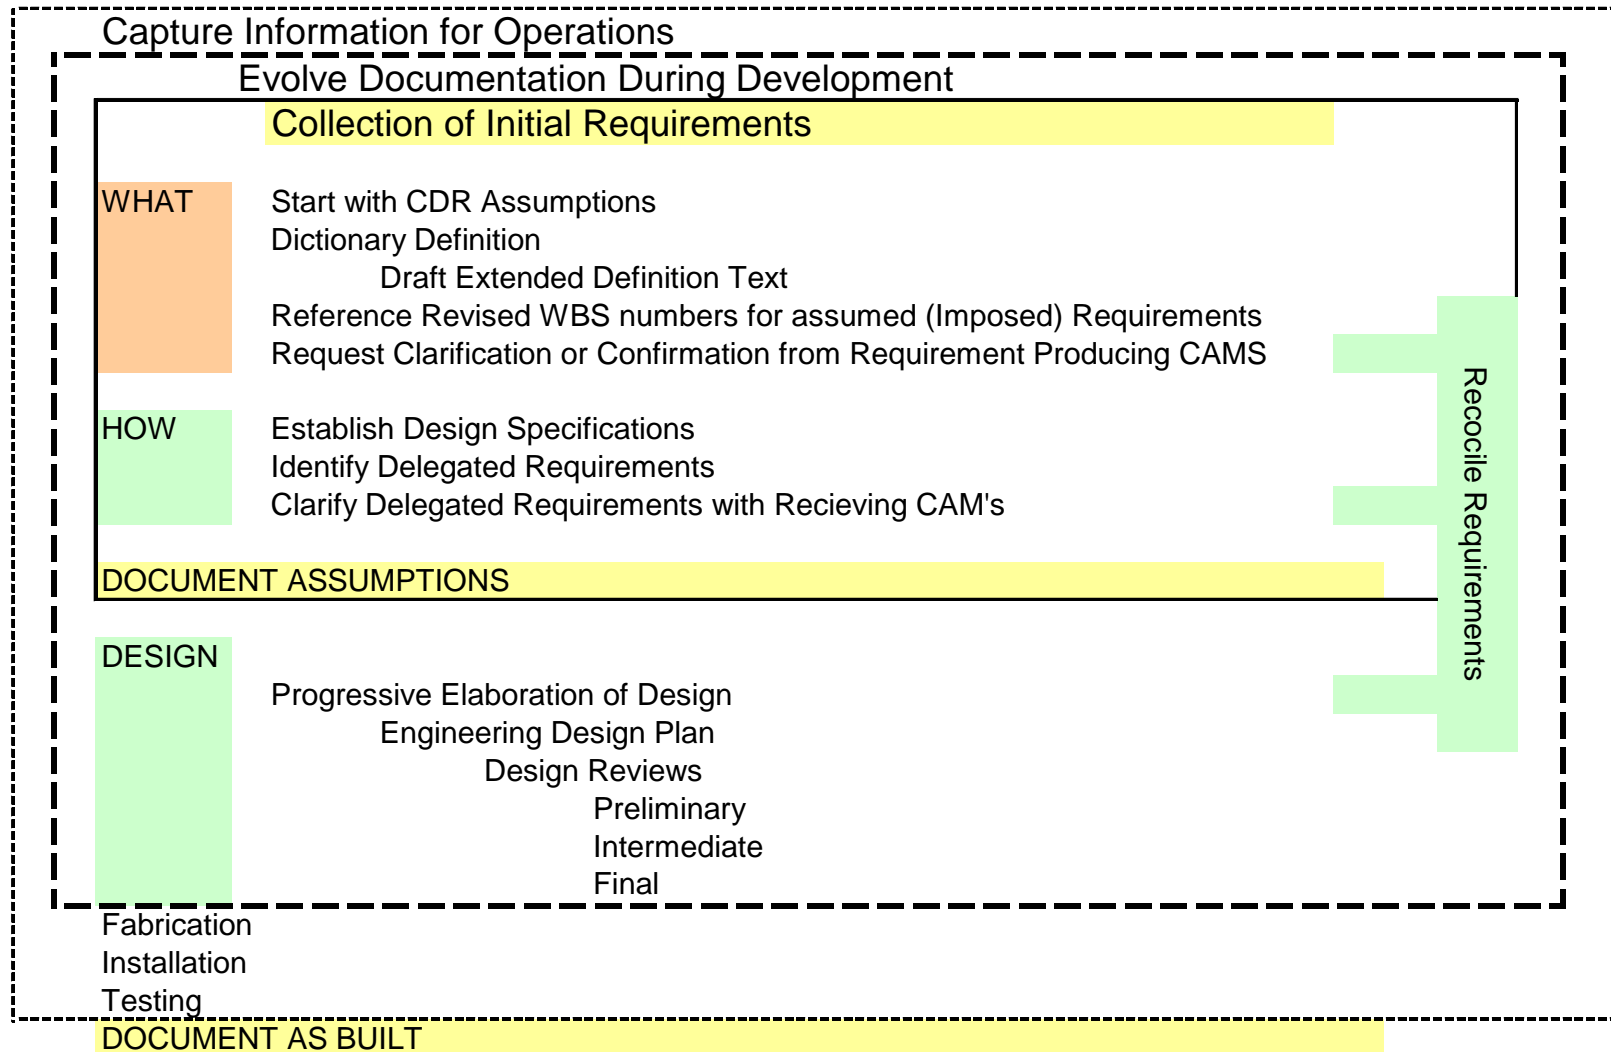 Capture Information for Operations
Evolve Documentation During Development
Collection of Initial Requirements
WHAT
Start with CDR Assumptions
Dictionary Definition
Draft Extended Definition Text
Reference Revised WBS numbers for assumed (Imposed) Requirements
Request Clarification or Confirmation from Requirement Producing CAMS
HOW
Establish Design Specifications
Identify Delegated Requirements
Clarify Delegated Requirements with Recieving CAM's
DOCUMENT ASSUMPTIONS
Recocile Requirements
DESIGN
Progressive Elaboration of Design
Engineering Design Plan
Design Reviews
Preliminary
Intermediate
Final
Fabrication
Installation
Testing
DOCUMENT AS BUILT